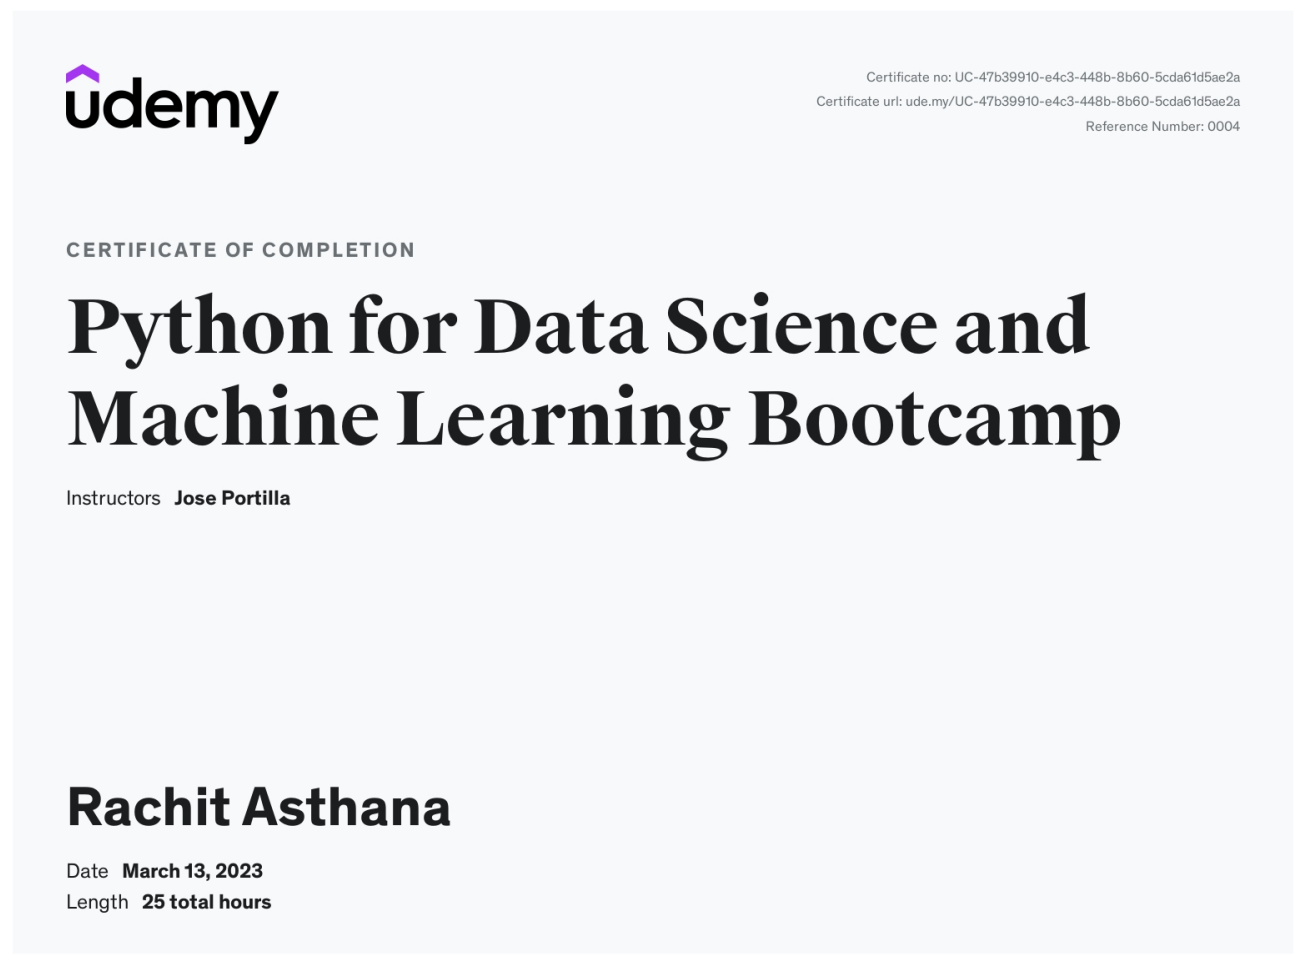 udemy
Certificate no: UC-47b39910-e4c3-448b-8b60-5cda61d5ae2a
Certificate url: ude.my/UC-47b39910-e4c3-448b-8b60-5cda61d5ae2a
Reference Number: 0004
CERTIFICATE OF COMPLETION
Python for Data Science and
Machine Learning Bootcamp
Instructors Jose Portilla
Rachit Asthana
Date March 13, 2023
Length 25 total hours